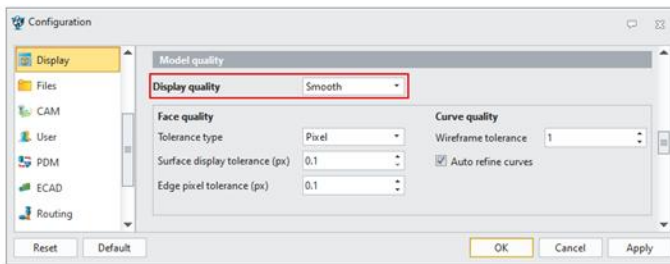 Configuration
Display
Files
CAM
User
PDM
ECAD
Routing
Model quality
Display quality Smooth
Face quality Curve quality
Tolerance type Pixel Wireframe tolerance 1
Surface display tolerance (px) 0.1 Auto refine curves
Edge pixel tolerance (px) 0.1
Reset Default OK Cancel Apply